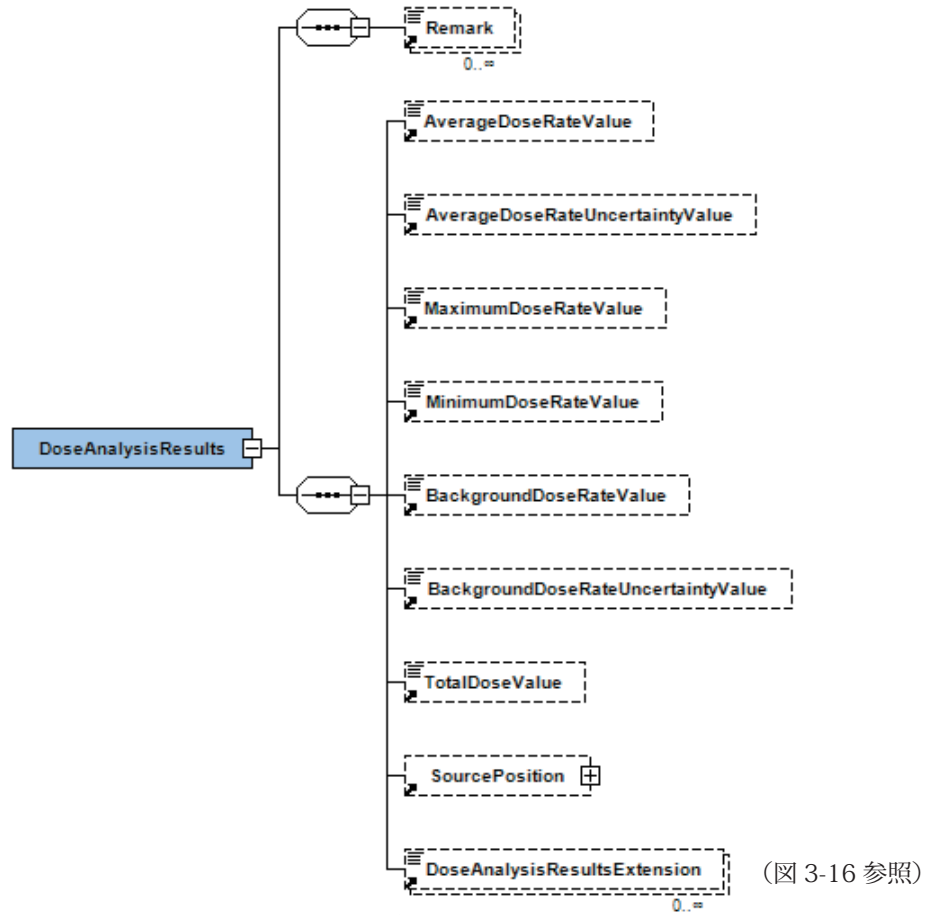 Remark
0..∞
AverageDoseRateValue
AverageDoseRateUncertaintyValue
MaximumDoseRateValue
MinimumDoseRateValue
DoseAnalysisResults
BackgroundDoseRateValue
BackgroundDoseRateUncertaintyValue
TotalDoseValue
SourcePosition
DoseAnalysisResultsExtension (図 3-16 参照)
0..∞